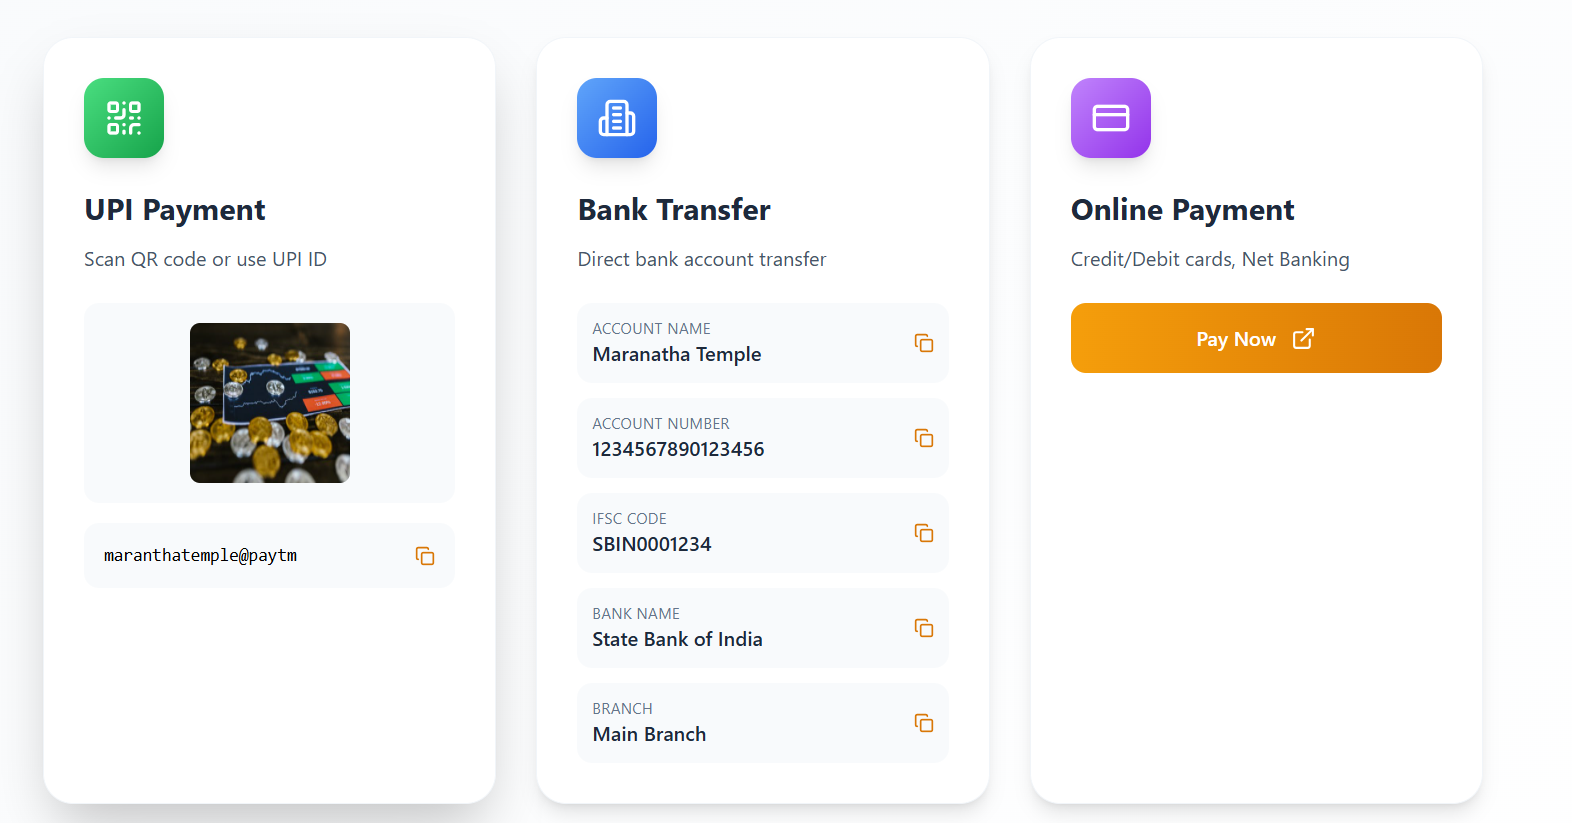 UPI Payment
Scan QR code or use UPI ID
maranthatemple@paytm
Bank Transfer
Direct bank account transfer
ACCOUNT NAME
Maranatha Temple
ACCOUNT NUMBER
1234567890123456
IFSC CODE
SBIN0001234
BANK NAME
State Bank of India
BRANCH
Main Branch
Online Payment
Credit/Debit cards, Net Banking
Pay Now